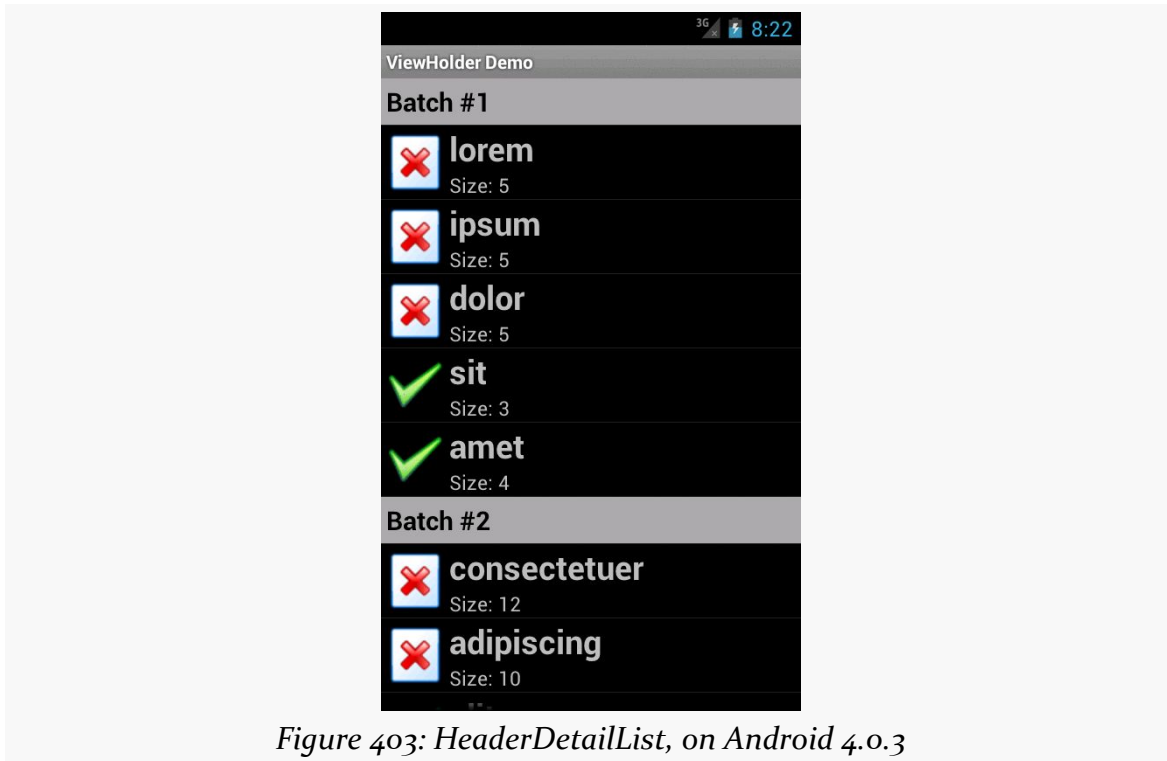 3G 8:22
ViewHolder Demo
Batch #1
lorem
Size: 5
ipsum
Size: 5
dolor
Size: 5
sit
Size: 3
amet
Size: 4
Batch #2
consectetuer
Size: 12
adipiscing
Size: 10
Figure 403: HeaderDetailList, on Android 4.0.3